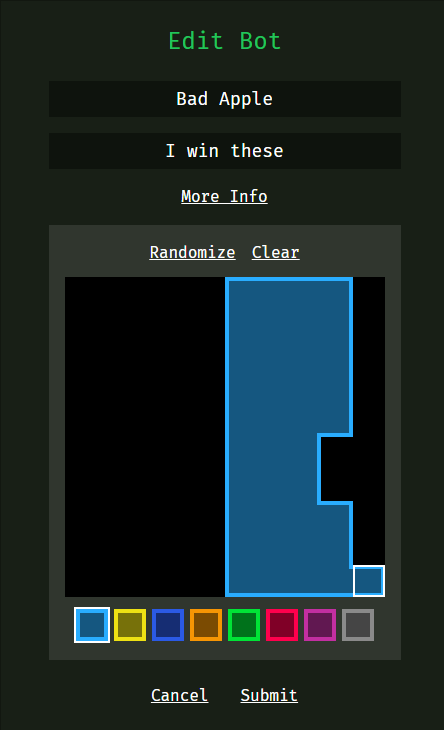 Edit Bot
Bad Apple
I win these
More Info
Randomize Clear
Cancel Submit